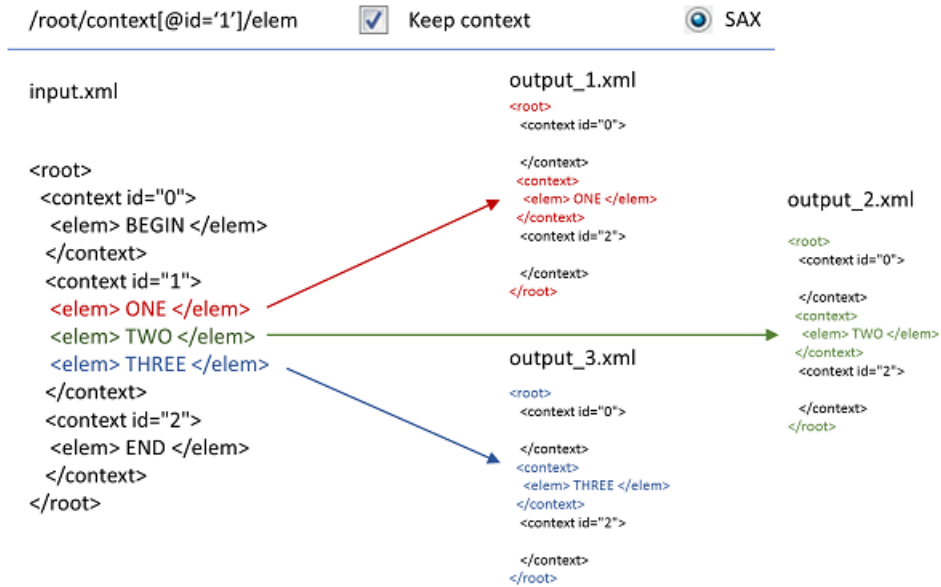 /root/context[@id=‘1’]/elem Keep context SAX
input.xml
<root>
<context id="0">
<elem> BEGIN </elem>
</context>
<context id="1">
<elem> ONE </elem>
<elem> TWO </elem>
<elem> THREE </elem>
</context>
<context id="2">
<elem> END </elem>
</context>
</root>
output_1.xml
<root>
<context id="0">
</context>
<context>
<elem> ONE </elem>
</context>
<context id="2">
</context>
</root>
output_2.xml
<root>
<context id="0">
</context>
<context>
<elem> TWO </elem>
</context>
<context id="2">
</context>
</root>
output_3.xml
<root>
<context id="0">
</context>
<context>
<elem> THREE </elem>
</context>
<context id="2">
</context>
</root>